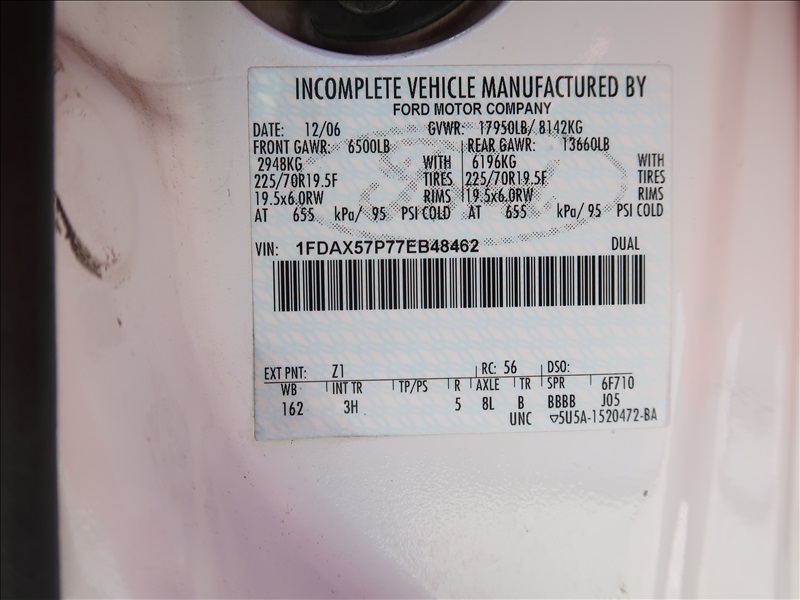 INCOMPLETE VEHICLE MANUFACTURED BY
FORD MOTOR COMPANY
DATE: 12/06 GVWR: 17950LB/ 8142KG
FRONT GAWR: 6500LB REAR GAWR: 13660LB
2948KG WITH 6196KG WITH
225/70R19.5F TIRES 225/70R19.5F TIRES
19.5x6.0RW RIMS 19.5x6.0RW RIMS
AT 655 kPa/ 95 PSI COLD AT 655 kPa/ 95 PSI COLD
VIN: 1FDAX57P77EB48462 DUAL
EXT PNT: Z1 RC: 56 DSO:
WB INT TR TP/PS R AXLE TR SPR 6F710
162 3H 5 8L B BBBB J05
UNC ▽5U5A-1520472-BA